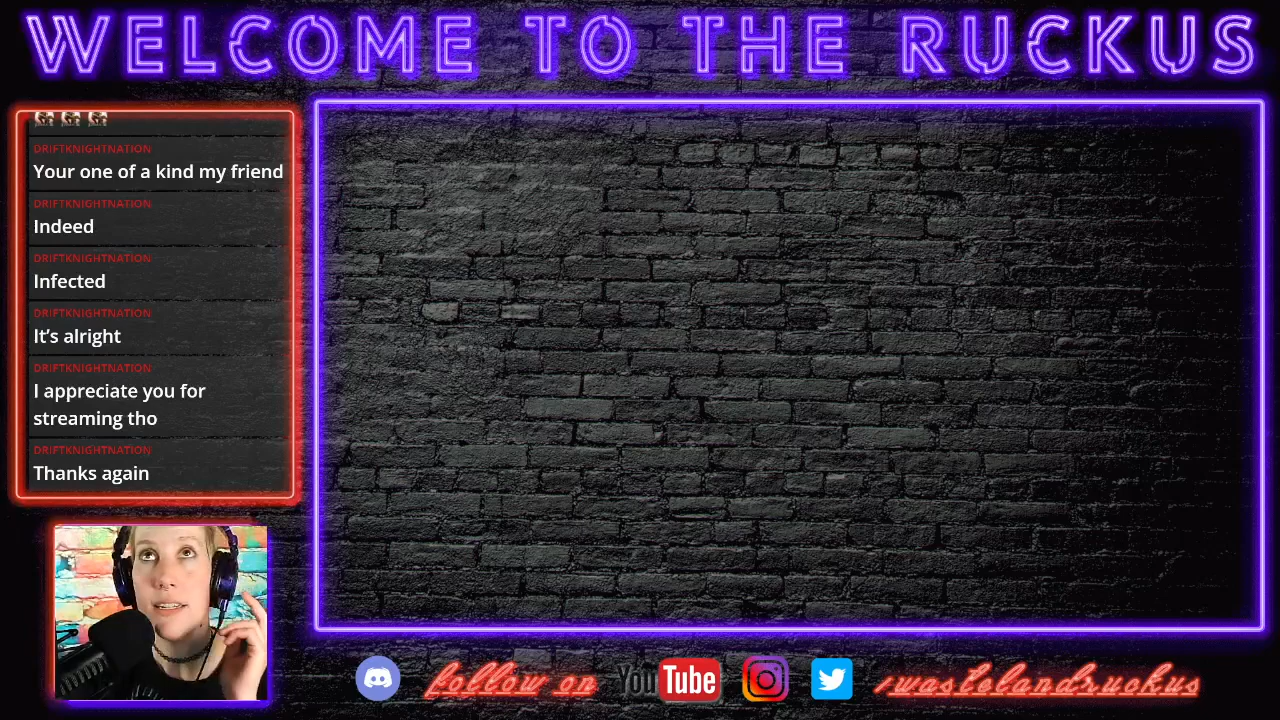 WELCOME TO THE RUCKUS
DRIFTKNIGHTNATION
Your one of a kind my friend
DRIFTKNIGHTNATION
Indeed
DRIFTKNIGHTNATION
Infected
DRIFTKNIGHTNATION
It’s alright
DRIFTKNIGHTNATION
I appreciate you for
streaming tho
DRIFTKNIGHTNATION
Thanks again
follow on YouTube /wastelandruckus